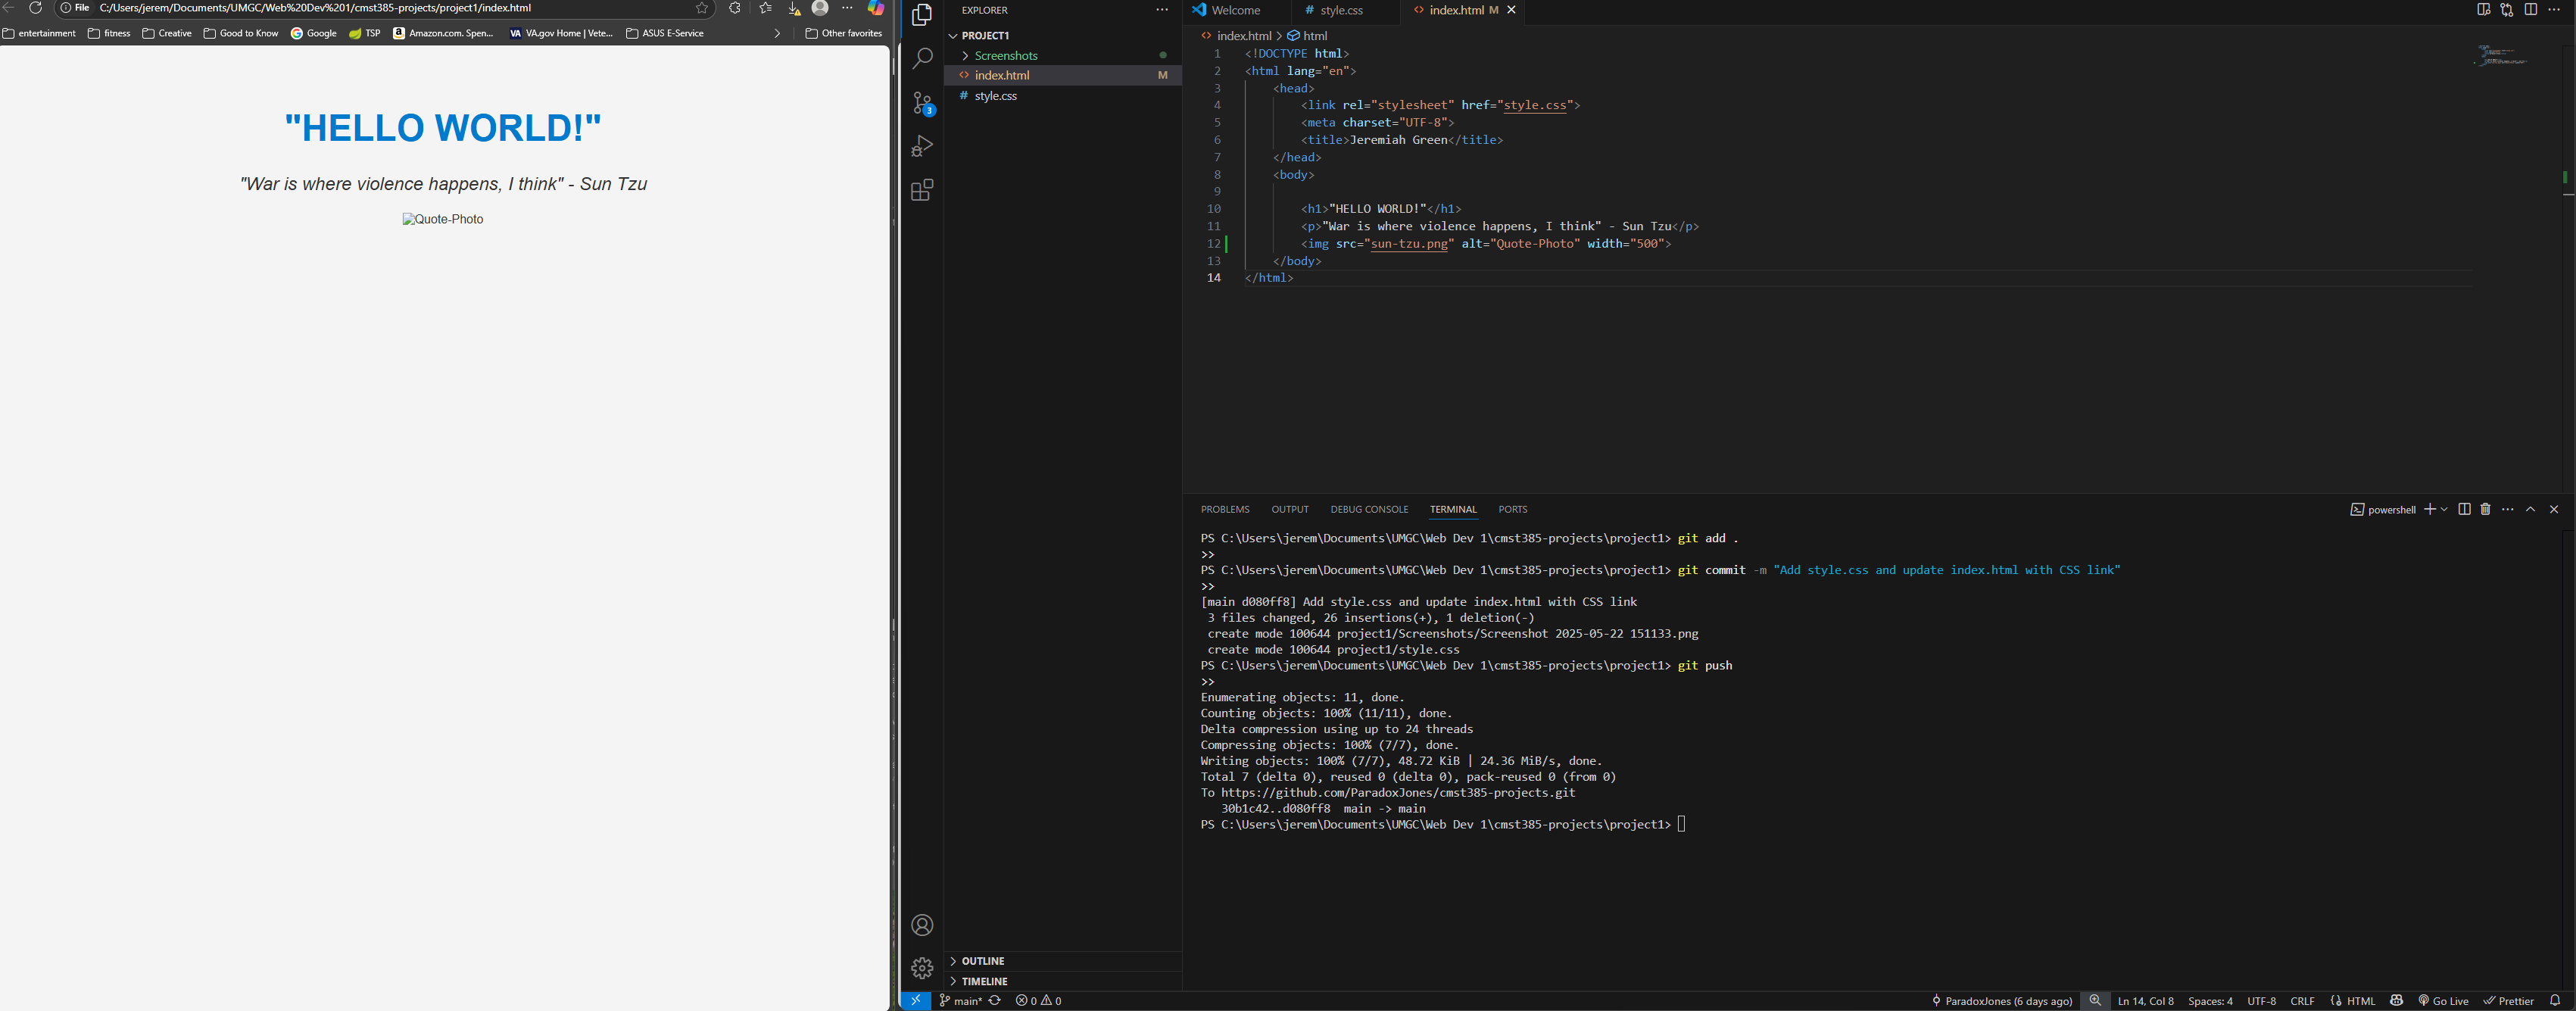 File C:/Users/jerem/Documents/UMGC/Web%20Dev%201/cmst385-projects/project1/index.html
entertainment fitness Creative Good to Know Google TSP Amazon.com. Spen... VA VA.gov Home | Vete... ASUS E-Service Other favorites
"HELLO WORLD!"
"War is where violence happens, I think" - Sun Tzu
Quote-Photo
EXPLORER
PROJECT1
Screenshots
index.html M
style.css
3
OUTLINE
TIMELINE
Welcome # style.css index.html M
index.html > html
1 <!DOCTYPE html>
2 <html lang="en">
3 <head>
4 <link rel="stylesheet" href="style.css">
5 <meta charset="UTF-8">
6 <title>Jeremiah Green</title>
7 </head>
8 <body>
9
10 <h1>"HELLO WORLD!"</h1>
11 <p>"War is where violence happens, I think" - Sun Tzu</p>
12 <img src="sun-tzu.png" alt="Quote-Photo" width="500">
13 </body>
14 </html>
PROBLEMS OUTPUT DEBUG CONSOLE TERMINAL PORTS powershell
PS C:\Users\jerem\Documents\UMGC\Web Dev 1\cmst385-projects\project1> git add .
>>
PS C:\Users\jerem\Documents\UMGC\Web Dev 1\cmst385-projects\project1> git commit -m "Add style.css and update index.html with CSS link"
>>
[main d080ff8] Add style.css and update index.html with CSS link
3 files changed, 26 insertions(+), 1 deletion(-)
create mode 100644 project1/Screenshots/Screenshot 2025-05-22 151133.png
create mode 100644 project1/style.css
PS C:\Users\jerem\Documents\UMGC\Web Dev 1\cmst385-projects\project1> git push
>>
Enumerating objects: 11, done.
Counting objects: 100% (11/11), done.
Delta compression using up to 24 threads
Compressing objects: 100% (7/7), done.
Writing objects: 100% (7/7), 48.72 KiB | 24.36 MiB/s, done.
Total 7 (delta 0), reused 0 (delta 0), pack-reused 0 (from 0)
To https://github.com/ParadoxJones/cmst385-projects.git
30b1c42..d080ff8 main -> main
PS C:\Users\jerem\Documents\UMGC\Web Dev 1\cmst385-projects\project1>
main* 0 0 ParadoxJones (6 days ago) Ln 14, Col 8 Spaces: 4 UTF-8 CRLF HTML Go Live Prettier